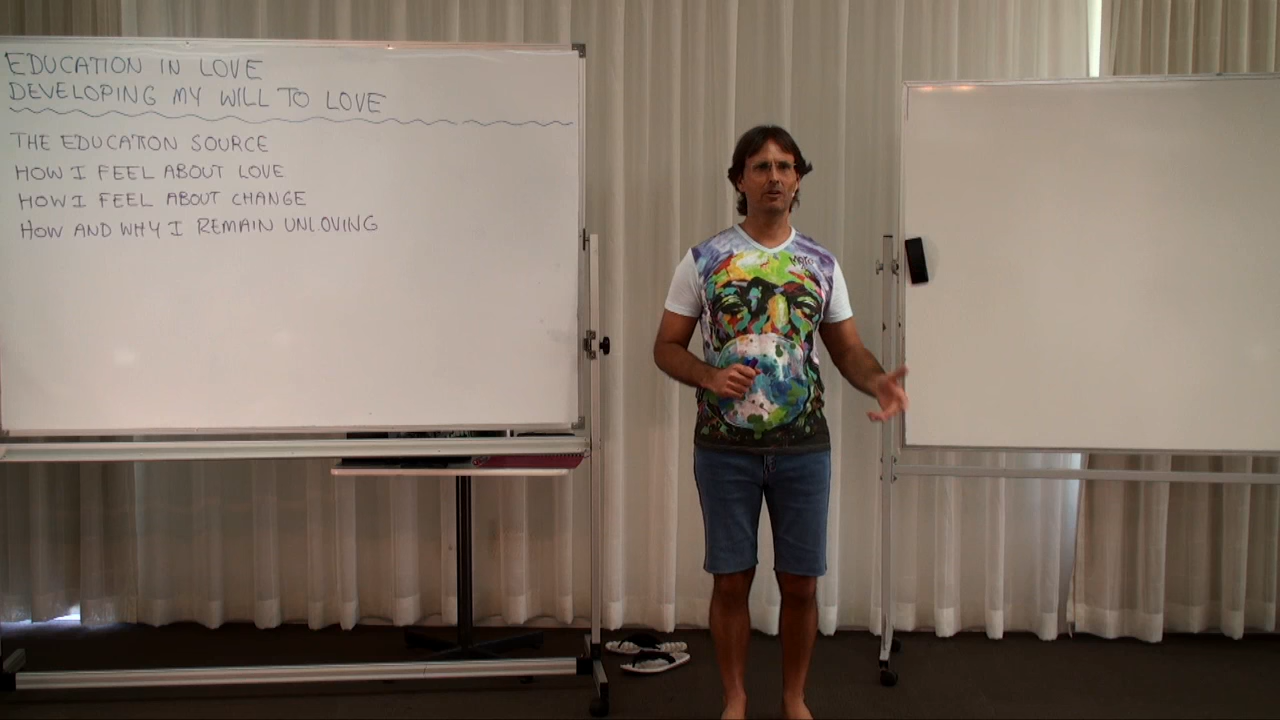 EDUCATION IN LOVE
DEVELOPING MY WILL TO LOVE
THE EDUCATION SOURCE
HOW I FEEL ABOUT LOVE
HOW I FEEL ABOUT CHANGE
HOW AND WHY I REMAIN UNLOVING